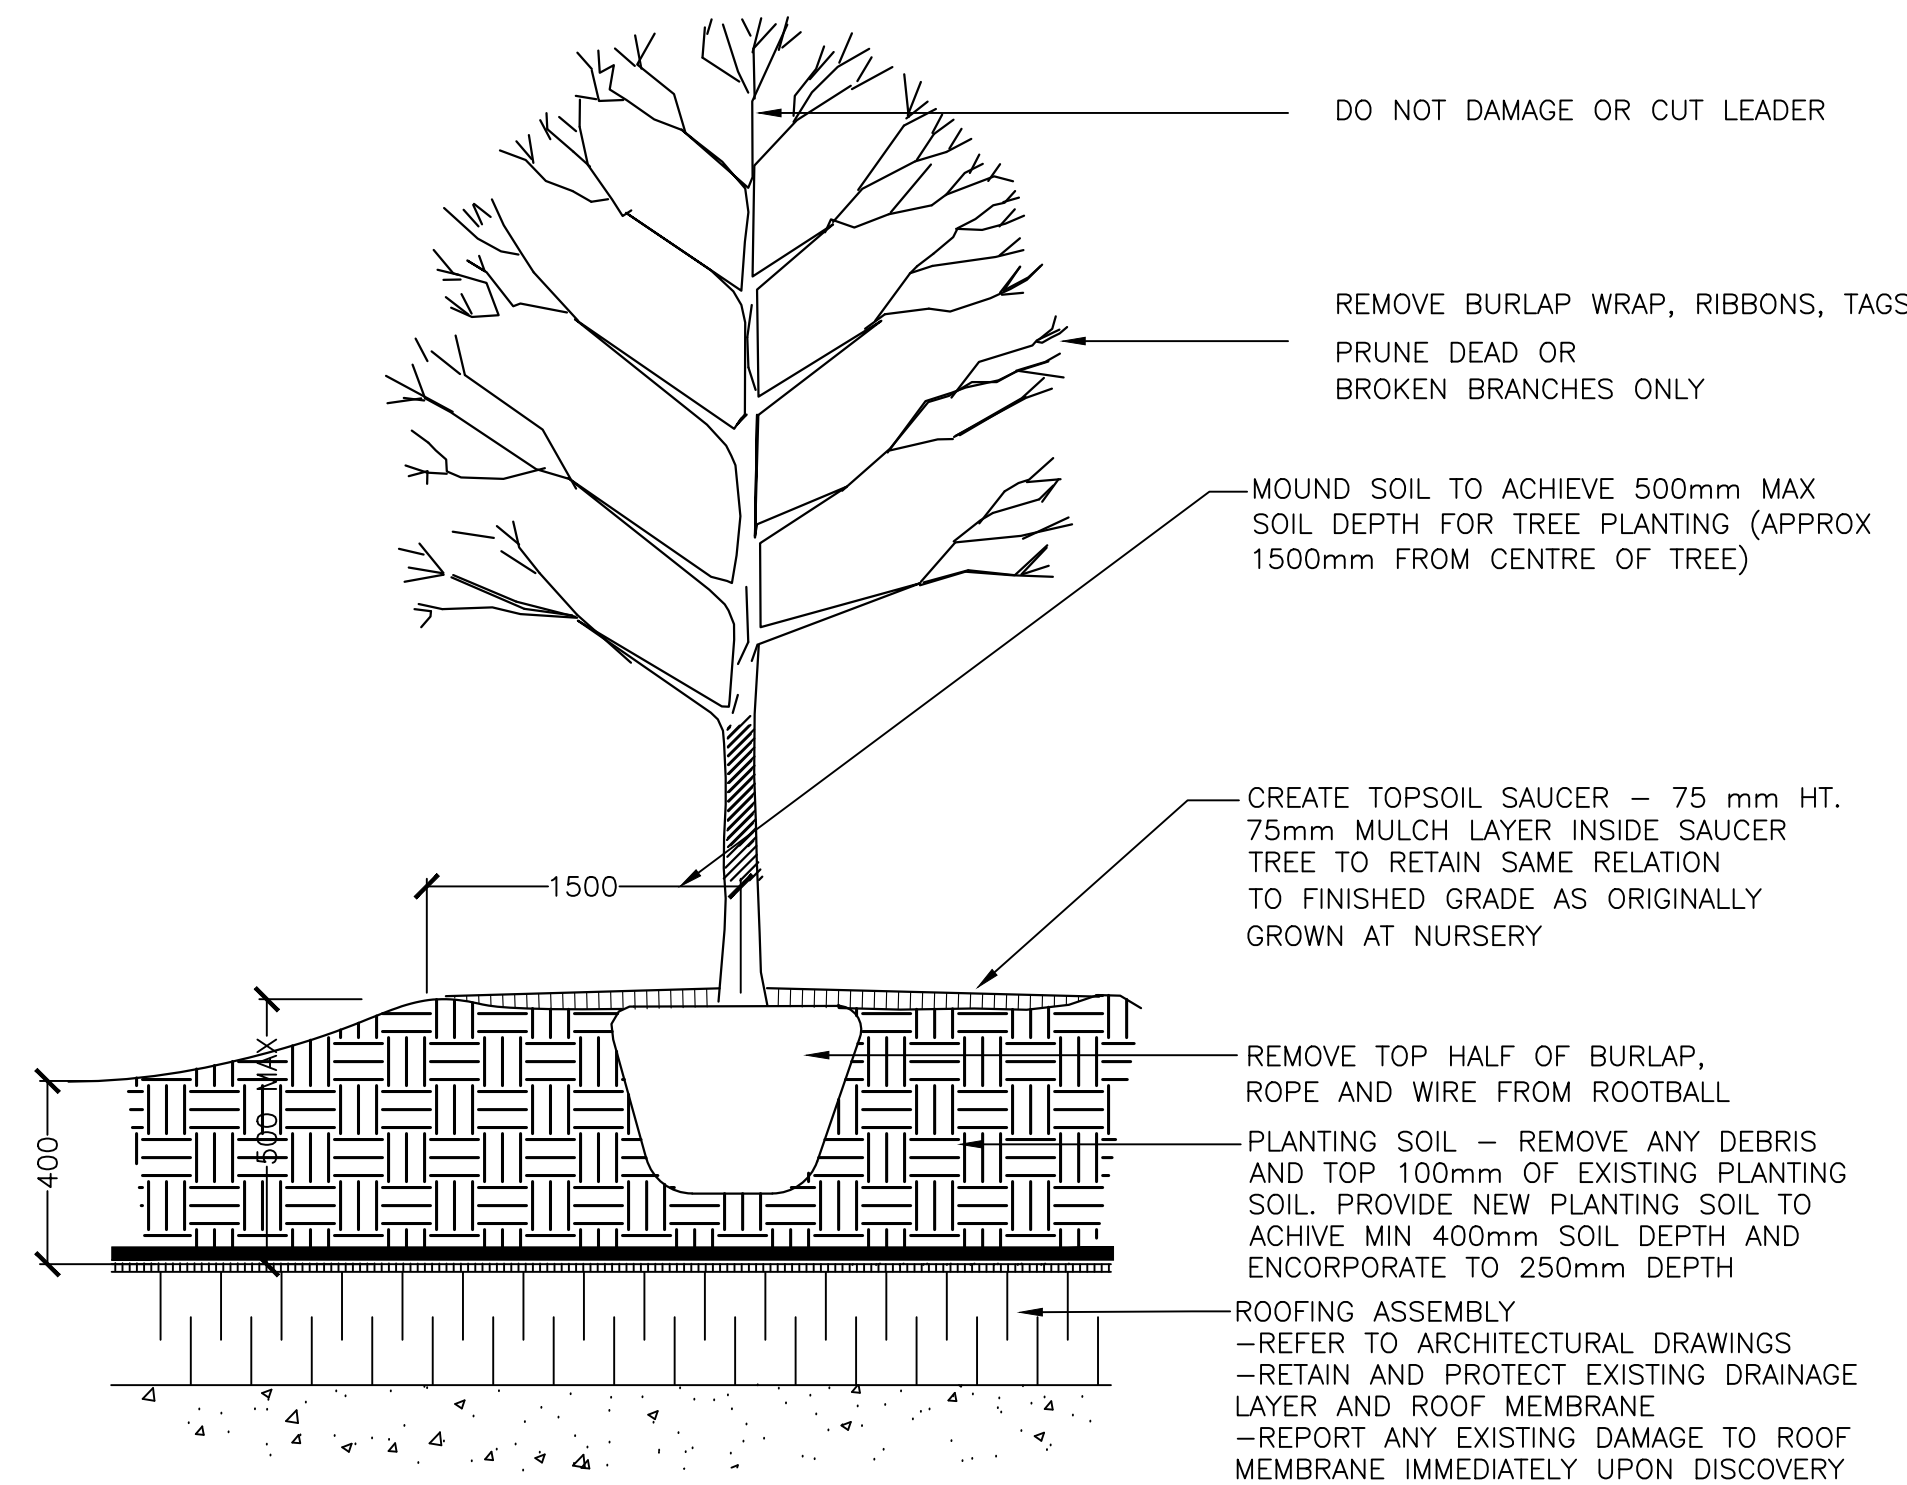 DO NOT DAMAGE OR CUT LEADER
REMOVE BURLAP WRAP, RIBBONS, TAGS
PRUNE DEAD OR
BROKEN BRANCHES ONLY
MOUND SOIL TO ACHIEVE 500mm MAX
SOIL DEPTH FOR TREE PLANTING (APPROX
1500mm FROM CENTRE OF TREE)
CREATE TOPSOIL SAUCER – 75 mm HT.
75mm MULCH LAYER INSIDE SAUCER
TREE TO RETAIN SAME RELATION
TO FINISHED GRADE AS ORIGINALLY
GROWN AT NURSERY
1500
500 MAX
400
REMOVE TOP HALF OF BURLAP,
ROPE AND WIRE FROM ROOTBALL
PLANTING SOIL – REMOVE ANY DEBRIS
AND TOP 100mm OF EXISTING PLANTING
SOIL. PROVIDE NEW PLANTING SOIL TO
ACHIVE MIN 400mm SOIL DEPTH AND
ENCORPORATE TO 250mm DEPTH
ROOFING ASSEMBLY
–REFER TO ARCHITECTURAL DRAWINGS
–RETAIN AND PROTECT EXISTING DRAINAGE
LAYER AND ROOF MEMBRANE
–REPORT ANY EXISTING DAMAGE TO ROOF
MEMBRANE IMMEDIATELY UPON DISCOVERY